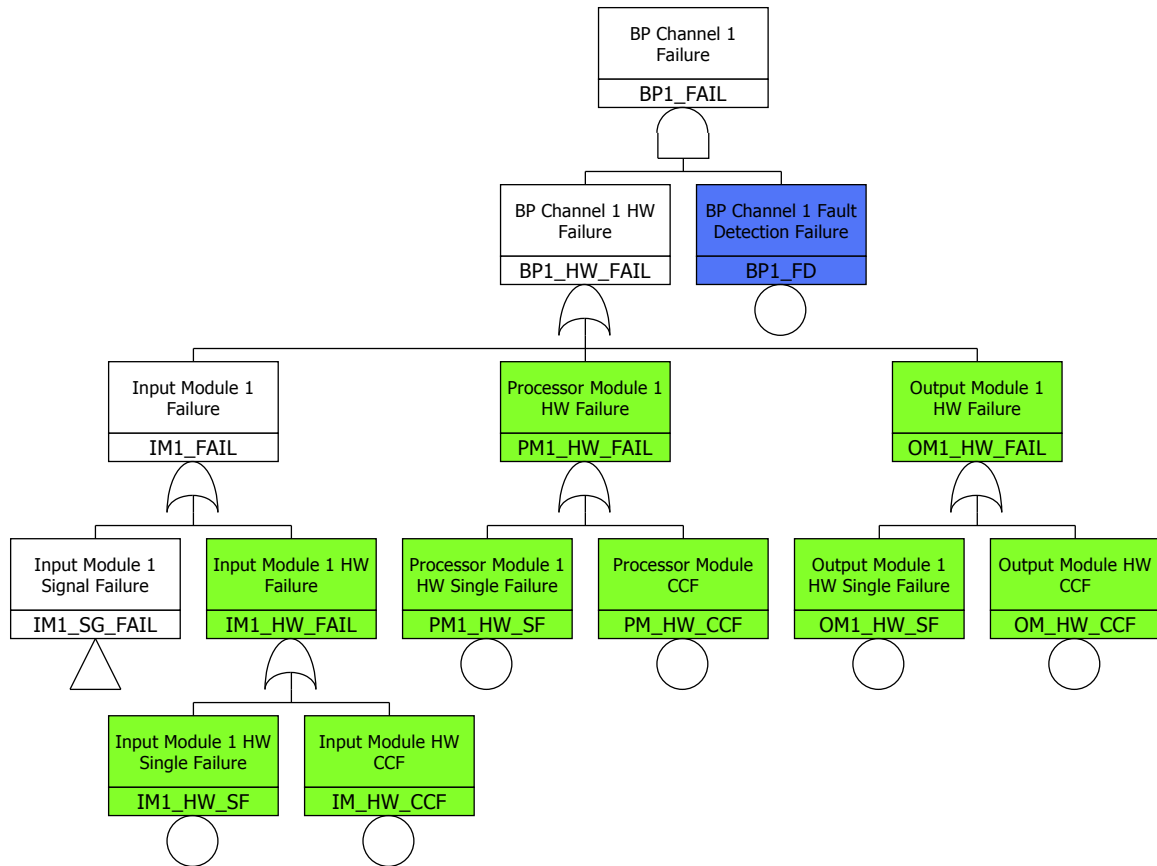 BP Channel 1
Failure
BP1_FAIL
BP Channel 1 HW
Failure
BP1_HW_FAIL
BP Channel 1 Fault
Detection Failure
BP1_FD
Input Module 1
Failure
IM1_FAIL
Processor Module 1
HW Failure
PM1_HW_FAIL
Output Module 1
HW Failure
OM1_HW_FAIL
Input Module 1
Signal Failure
IM1_SG_FAIL
Input Module 1 HW
Failure
IM1_HW_FAIL
Processor Module 1
HW Single Failure
PM1_HW_SF
Processor Module
CCF
PM_HW_CCF
Output Module 1
HW Single Failure
OM1_HW_SF
Output Module HW
CCF
OM_HW_CCF
Input Module 1 HW
Single Failure
IM1_HW_SF
Input Module HW
CCF
IM_HW_CCF